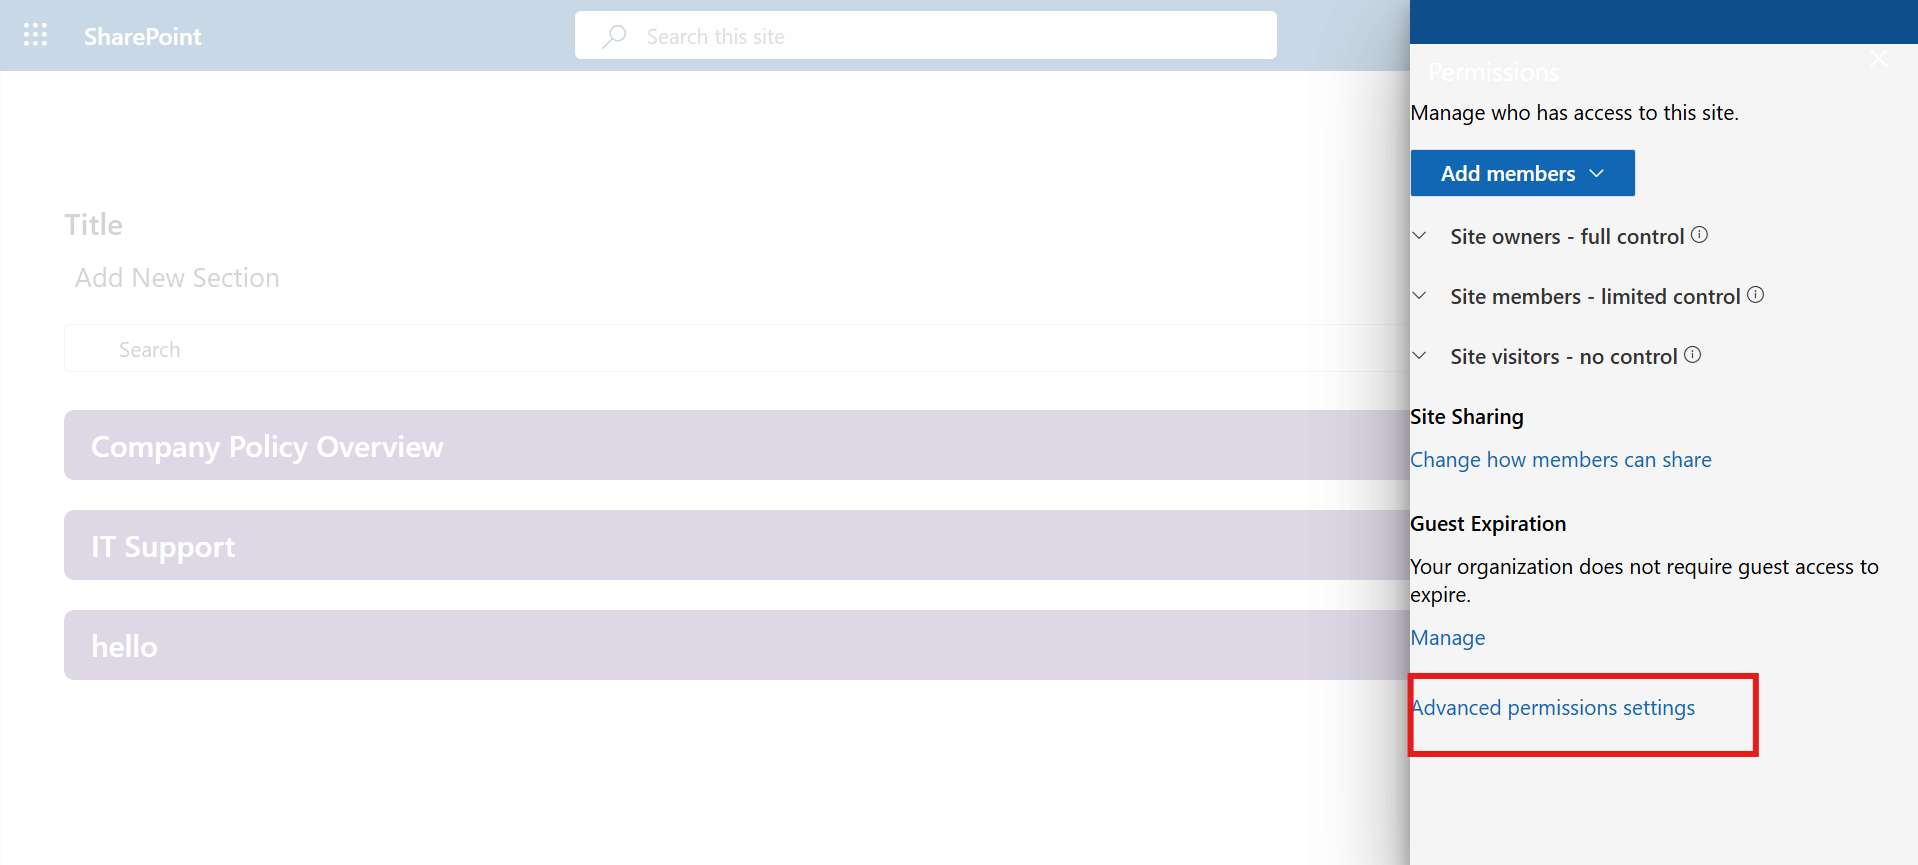 SharePoint
Search this site
Title
Add New Section
Search
Company Policy Overview
IT Support
hello
Permissions
Manage who has access to this site.
Add members
Site owners - full control
Site members - limited control
Site visitors - no control
Site Sharing
Change how members can share
Guest Expiration
Your organization does not require guest access to
expire.
Manage
Advanced permissions settings